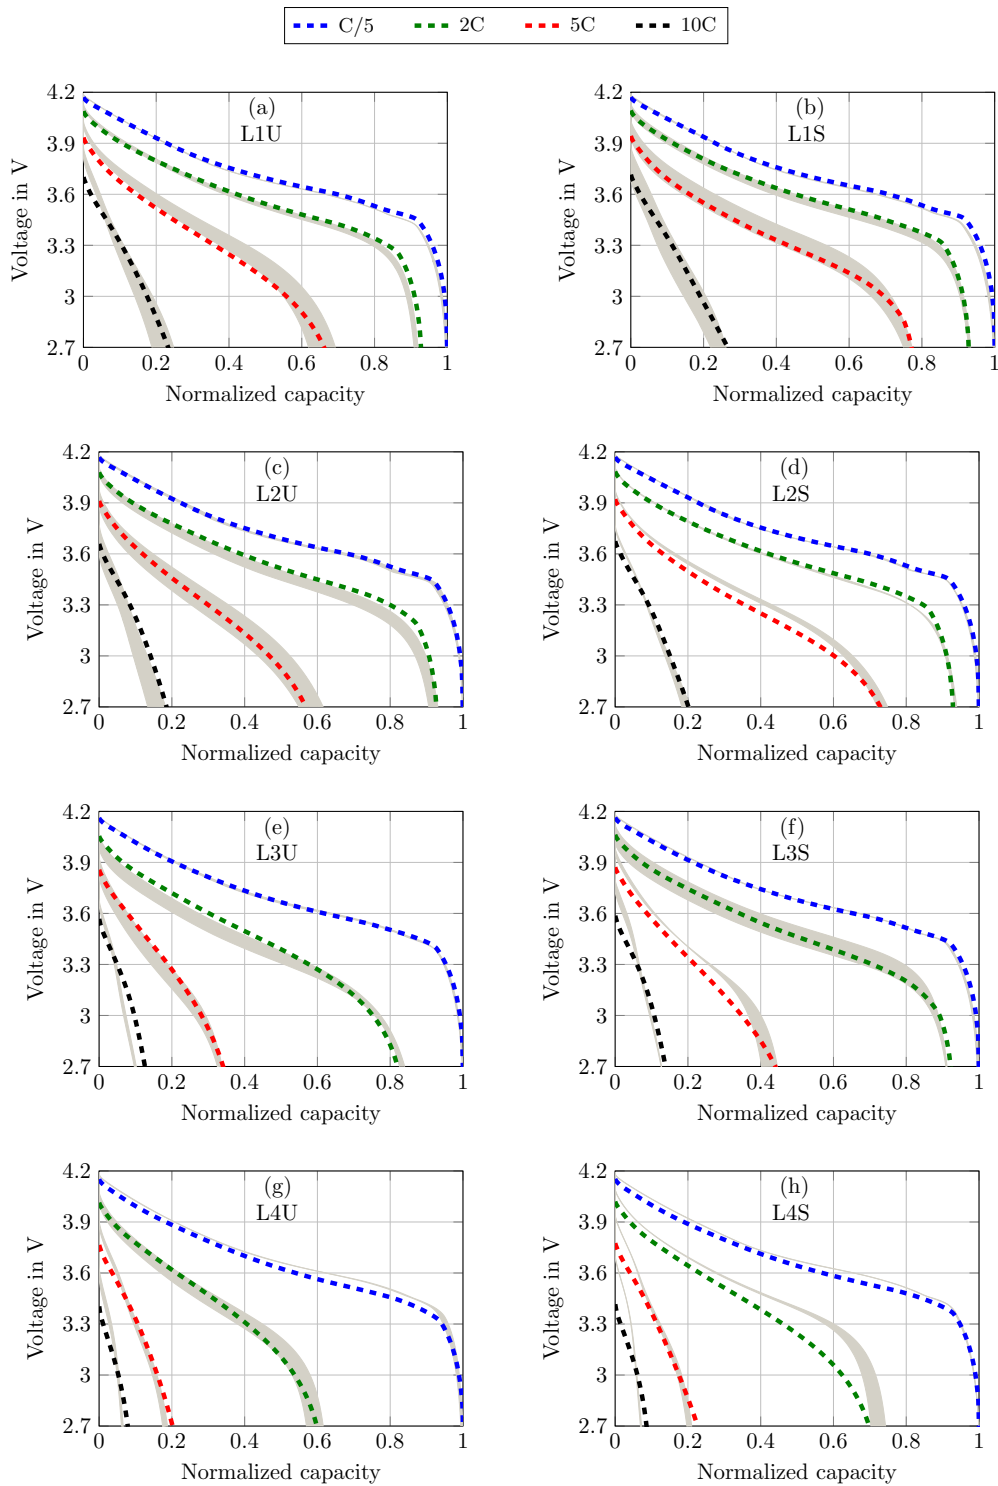 C/5 2C 5C 10C
(a)
L1U
4.2
3.9
3.6
3.3
3
2.7
0 0.2 0.4 0.6 0.8 1
Normalized capacity
Voltage in V
(b)
L1S
4.2
3.9
3.6
3.3
3
2.7
0 0.2 0.4 0.6 0.8 1
Normalized capacity
Voltage in V
(c)
L2U
4.2
3.9
3.6
3.3
3
2.7
0 0.2 0.4 0.6 0.8 1
Normalized capacity
Voltage in V
(d)
L2S
4.2
3.9
3.6
3.3
3
2.7
0 0.2 0.4 0.6 0.8 1
Normalized capacity
Voltage in V
(e)
L3U
4.2
3.9
3.6
3.3
3
2.7
0 0.2 0.4 0.6 0.8 1
Normalized capacity
Voltage in V
(f)
L3S
4.2
3.9
3.6
3.3
3
2.7
0 0.2 0.4 0.6 0.8 1
Normalized capacity
Voltage in V
(g)
L4U
4.2
3.9
3.6
3.3
3
2.7
0 0.2 0.4 0.6 0.8 1
Normalized capacity
Voltage in V
(h)
L4S
4.2
3.9
3.6
3.3
3
2.7
0 0.2 0.4 0.6 0.8 1
Normalized capacity
Voltage in V